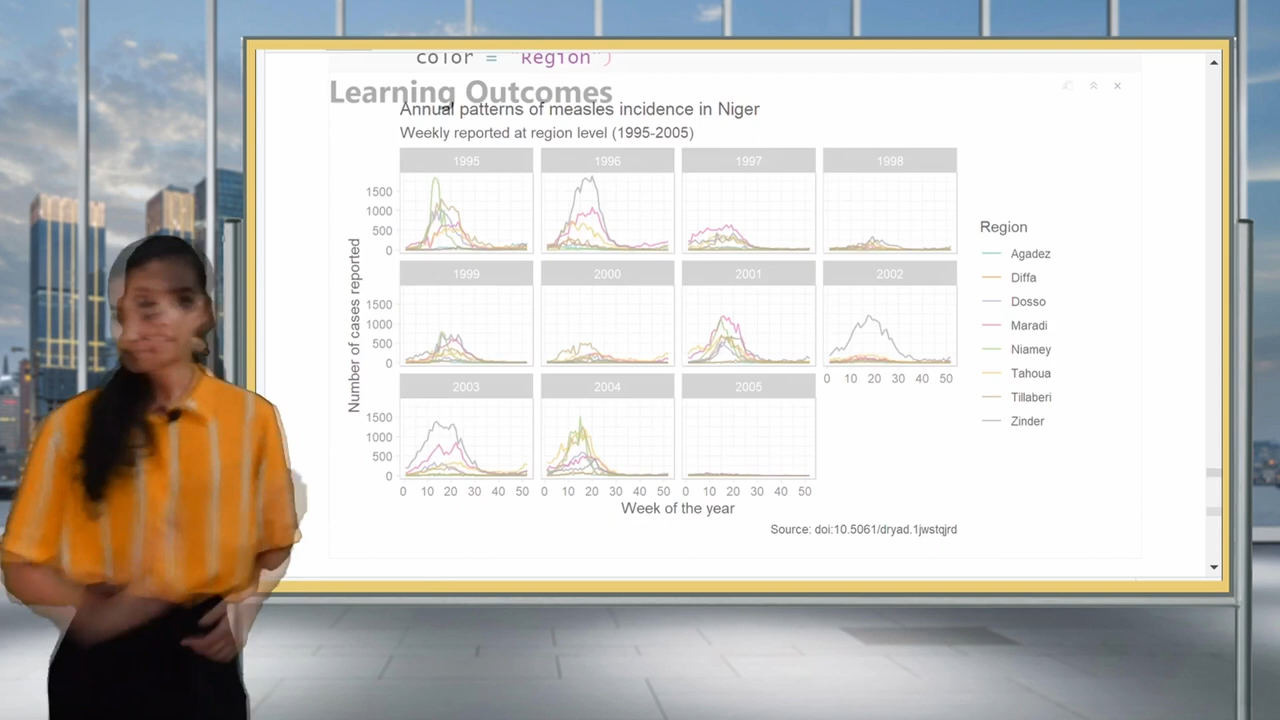 color = "Region")
Learning Outcomes
Annual patterns of measles incidence in Niger
Weekly reported at region level (1995-2005)
1995 1996 1997 1998
1500
1000
500
0
1999 2000 2001 2002
1500
1000
500
0
0 10 20 30 40 50
2003 2004 2005
1500
1000
500
0
0 10 20 30 40 50 0 10 20 30 40 50 0 10 20 30 40 50
Number of cases reported
Week of the year
Source: doi:10.5061/dryad.1jwstqjrd
Region
Agadez
Diffa
Dosso
Maradi
Niamey
Tahoua
Tillaberi
Zinder